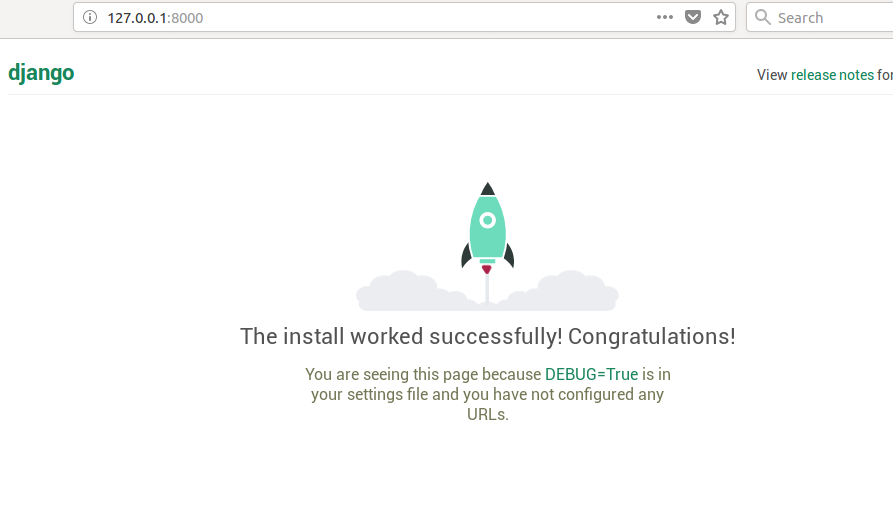 127.0.0.1:8000
Search
django
View release notes for
The install worked successfully! Congratulations!
You are seeing this page because DEBUG=True is in
your settings file and you have not configured any
URLs.